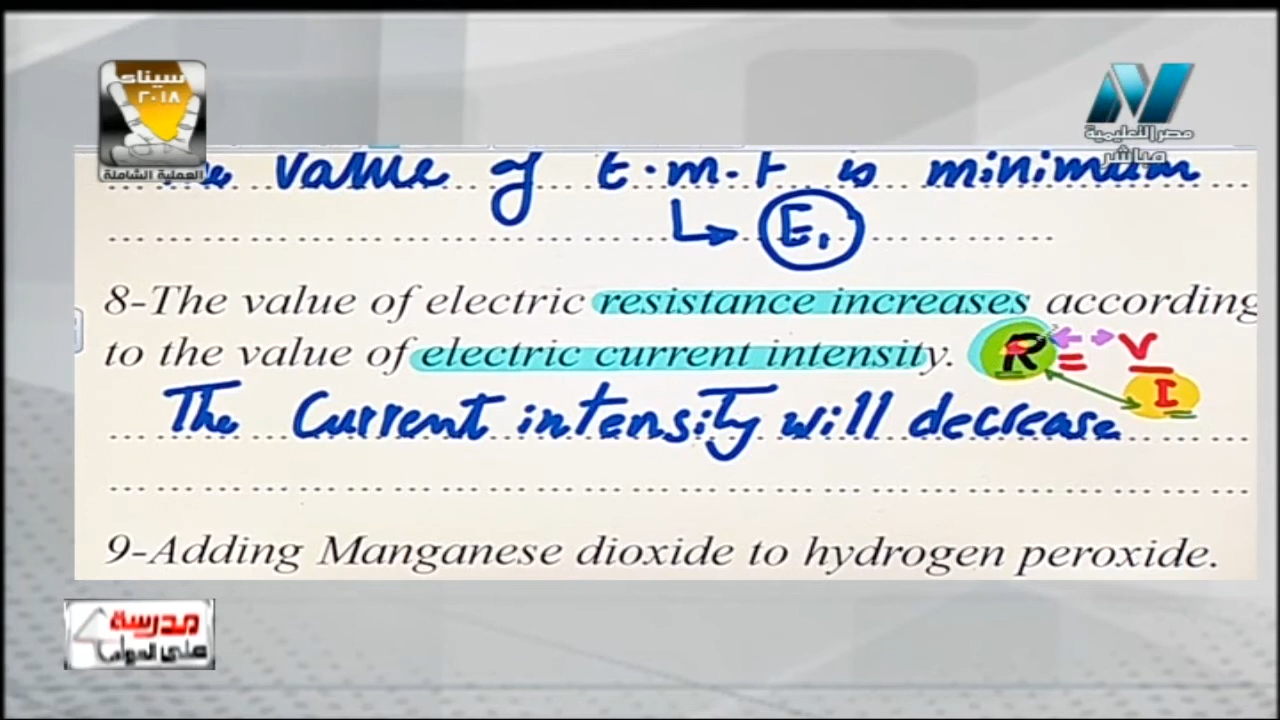 سيناء
٢٠١٨
العملية الشاملة
مصر التعليمية
مباشر
value of E.m.F is minimum
E₁
8-The value of electric resistance increases according
to the value of electric current intensity. R = V
I
The Current intensity will decrease
9-Adding Manganese dioxide to hydrogen peroxide.
مدرسة
على الهواء